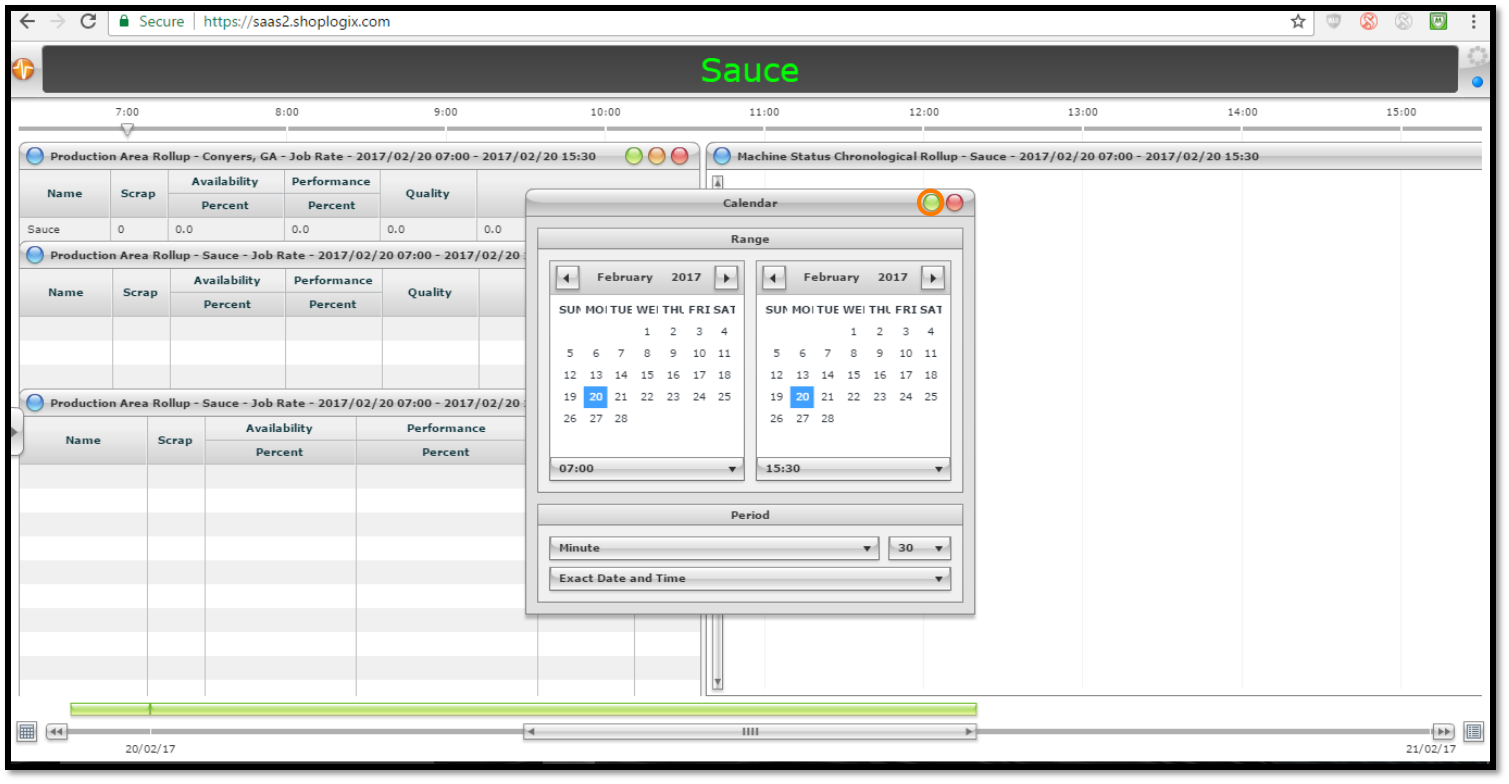 Secure | https://saas2.shoplogix.com
Sauce
7:00 8:00 9:00 10:00 11:00 12:00 13:00 14:00 15:00
Production Area Rollup - Conyers, GA - Job Rate - 2017/02/20 07:00 - 2017/02/20 15:30
Name Scrap Availability Performance Quality
Percent Percent
Sauce 0 0.0 0.0 0.0 0.0
Production Area Rollup - Sauce - Job Rate - 2017/02/20 07:00 - 2017/02/20
Name Scrap Availability Performance Quality
Percent Percent
Production Area Rollup - Sauce - Job Rate - 2017/02/20 07:00 - 2017/02/20
Name Scrap Availability Performance
Percent Percent
Machine Status Chronological Rollup - Sauce - 2017/02/20 07:00 - 2017/02/20 15:30
Calendar
Range
February 2017
SUN MON TUE WED THU FRI SAT
1 2 3 4
5 6 7 8 9 10 11
12 13 14 15 16 17 18
19 20 21 22 23 24 25
26 27 28
07:00
February 2017
SUN MON TUE WED THU FRI SAT
1 2 3 4
5 6 7 8 9 10 11
12 13 14 15 16 17 18
19 20 21 22 23 24 25
26 27 28
15:30
Period
Minute 30
Exact Date and Time
20/02/17 21/02/17